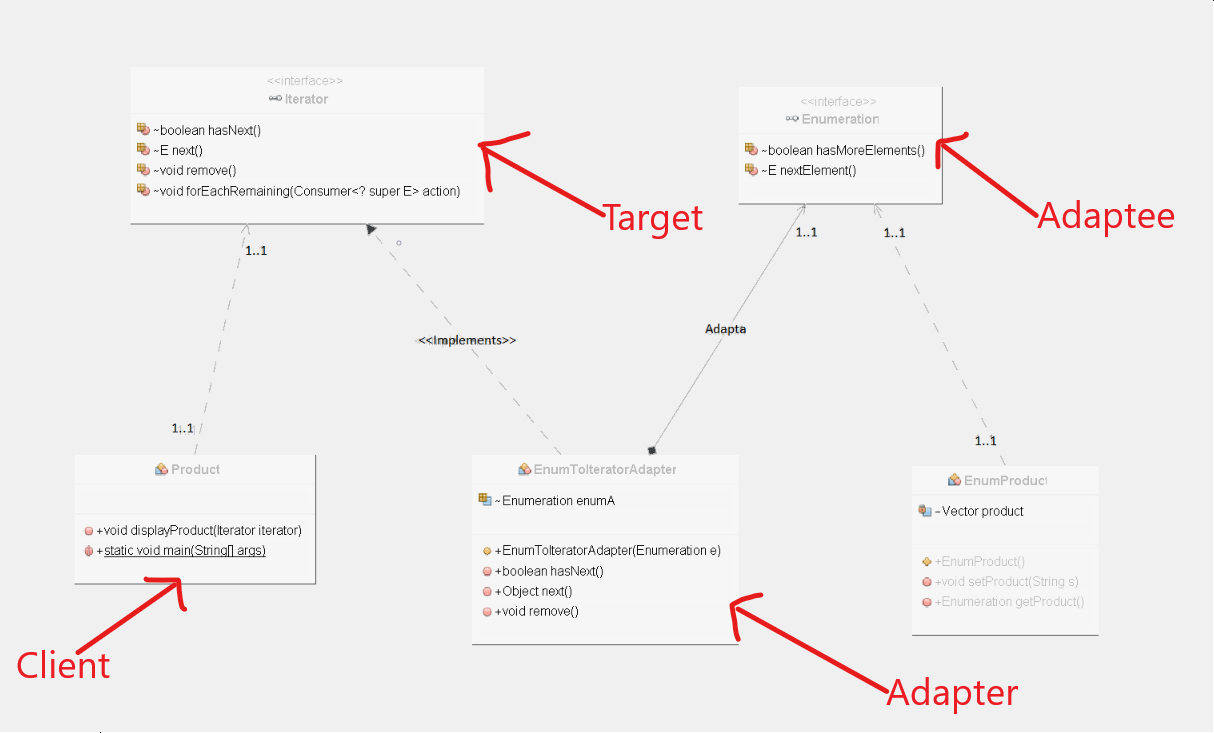 <<interface>>
Iterator
~boolean hasNext()
~E next()
~void remove()
~void forEachRemaining(Consumer<? super E> action)
Target
<<interface>>
Enumeration
~boolean hasMoreElements()
~E nextElement()
Adaptee
1..1
1..1
1..1
<<Implements>>
Adapta
1..1
1..1
Product
+void displayProduct(Iterator iterator)
+static void main(String[] args)
Client
EnumToIteratorAdapter
~Enumeration enumA
+EnumToIteratorAdapter(Enumeration e)
+boolean hasNext()
+Object next()
+void remove()
Adapter
EnumProduct
-Vector product
+EnumProduct()
+void setProduct(String s)
+Enumeration getProduct()